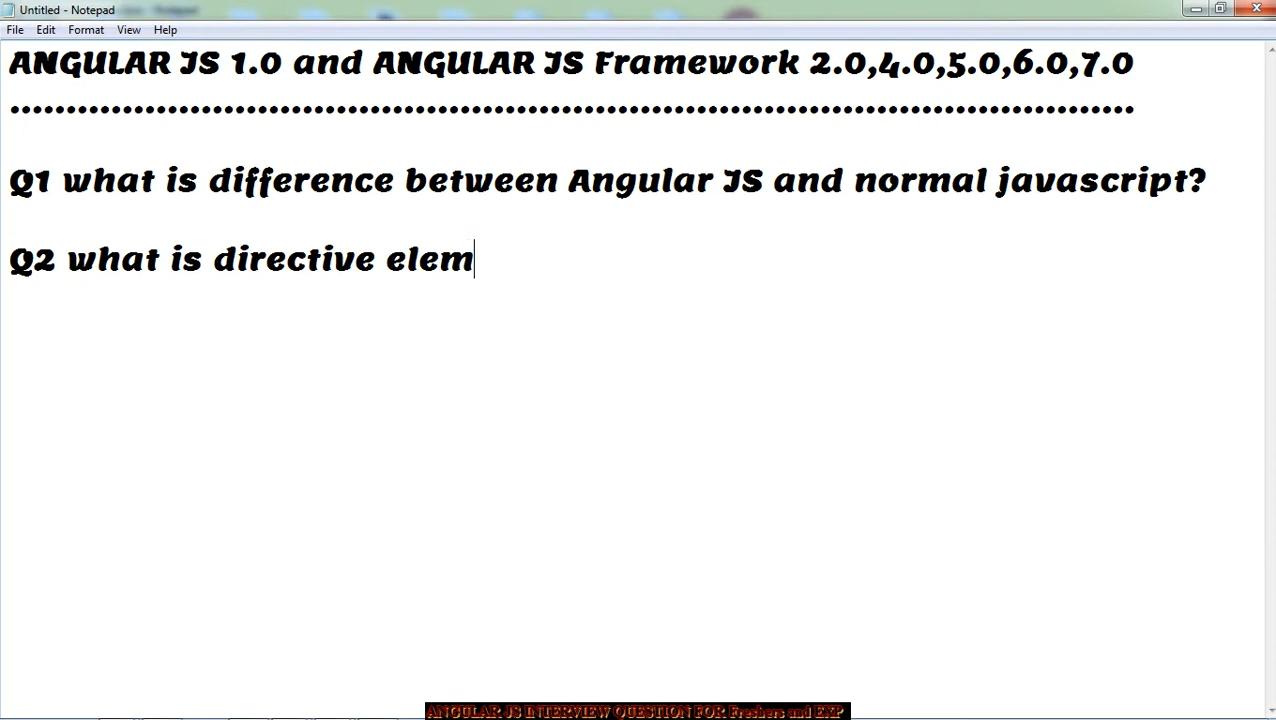 Untitled - Notepad
File Edit Format View Help
ANGULAR JS 1.0 and ANGULAR JS Framework 2.0,4.0,5.0,6.0,7.0
....................................................................................................
Q1 what is difference between Angular JS and normal javascript?
Q2 what is directive elem
ANGULAR JS INTERVIEW QUESTION FOR Freshers and EXP